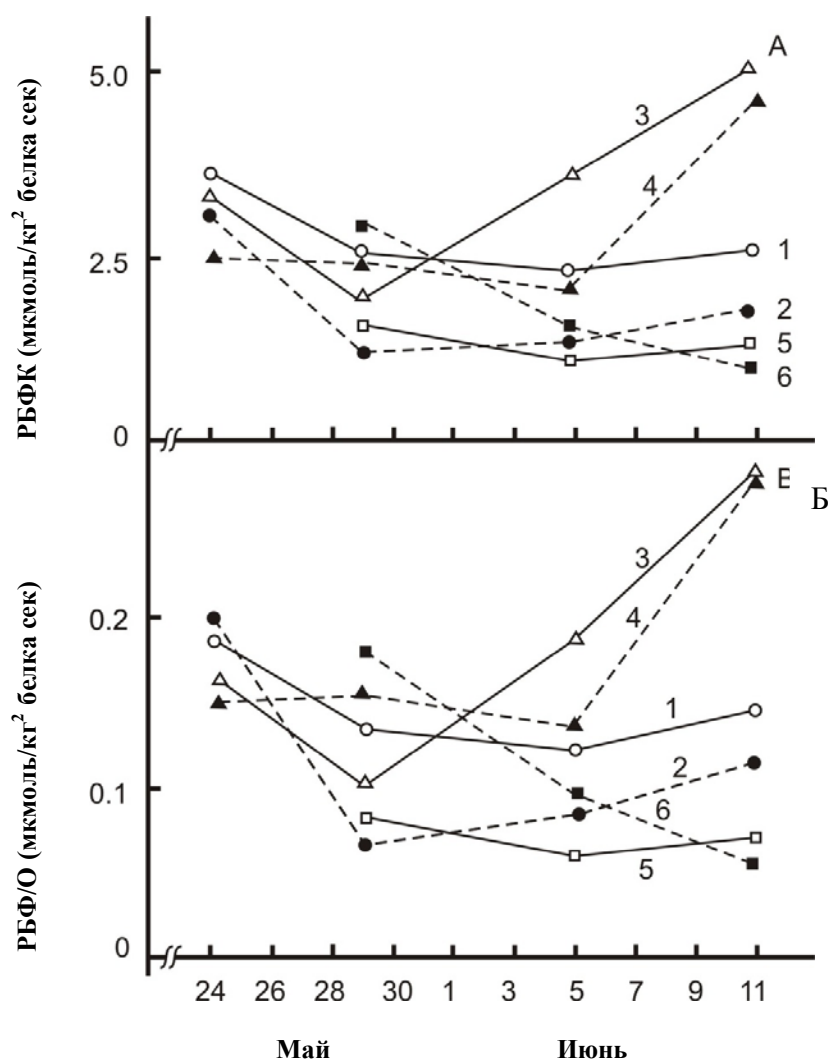 РБФК (мкмоль/кг² белка сек)
5.0
2.5
0
А
3
4
1
2
5
6
РБФ/О (мкмоль/кг² белка сек)
0.2
0.1
0
В
Б
3
4
1
2
6
5
24 26 28 30 1 3 5 7 9 11
Май Июнь